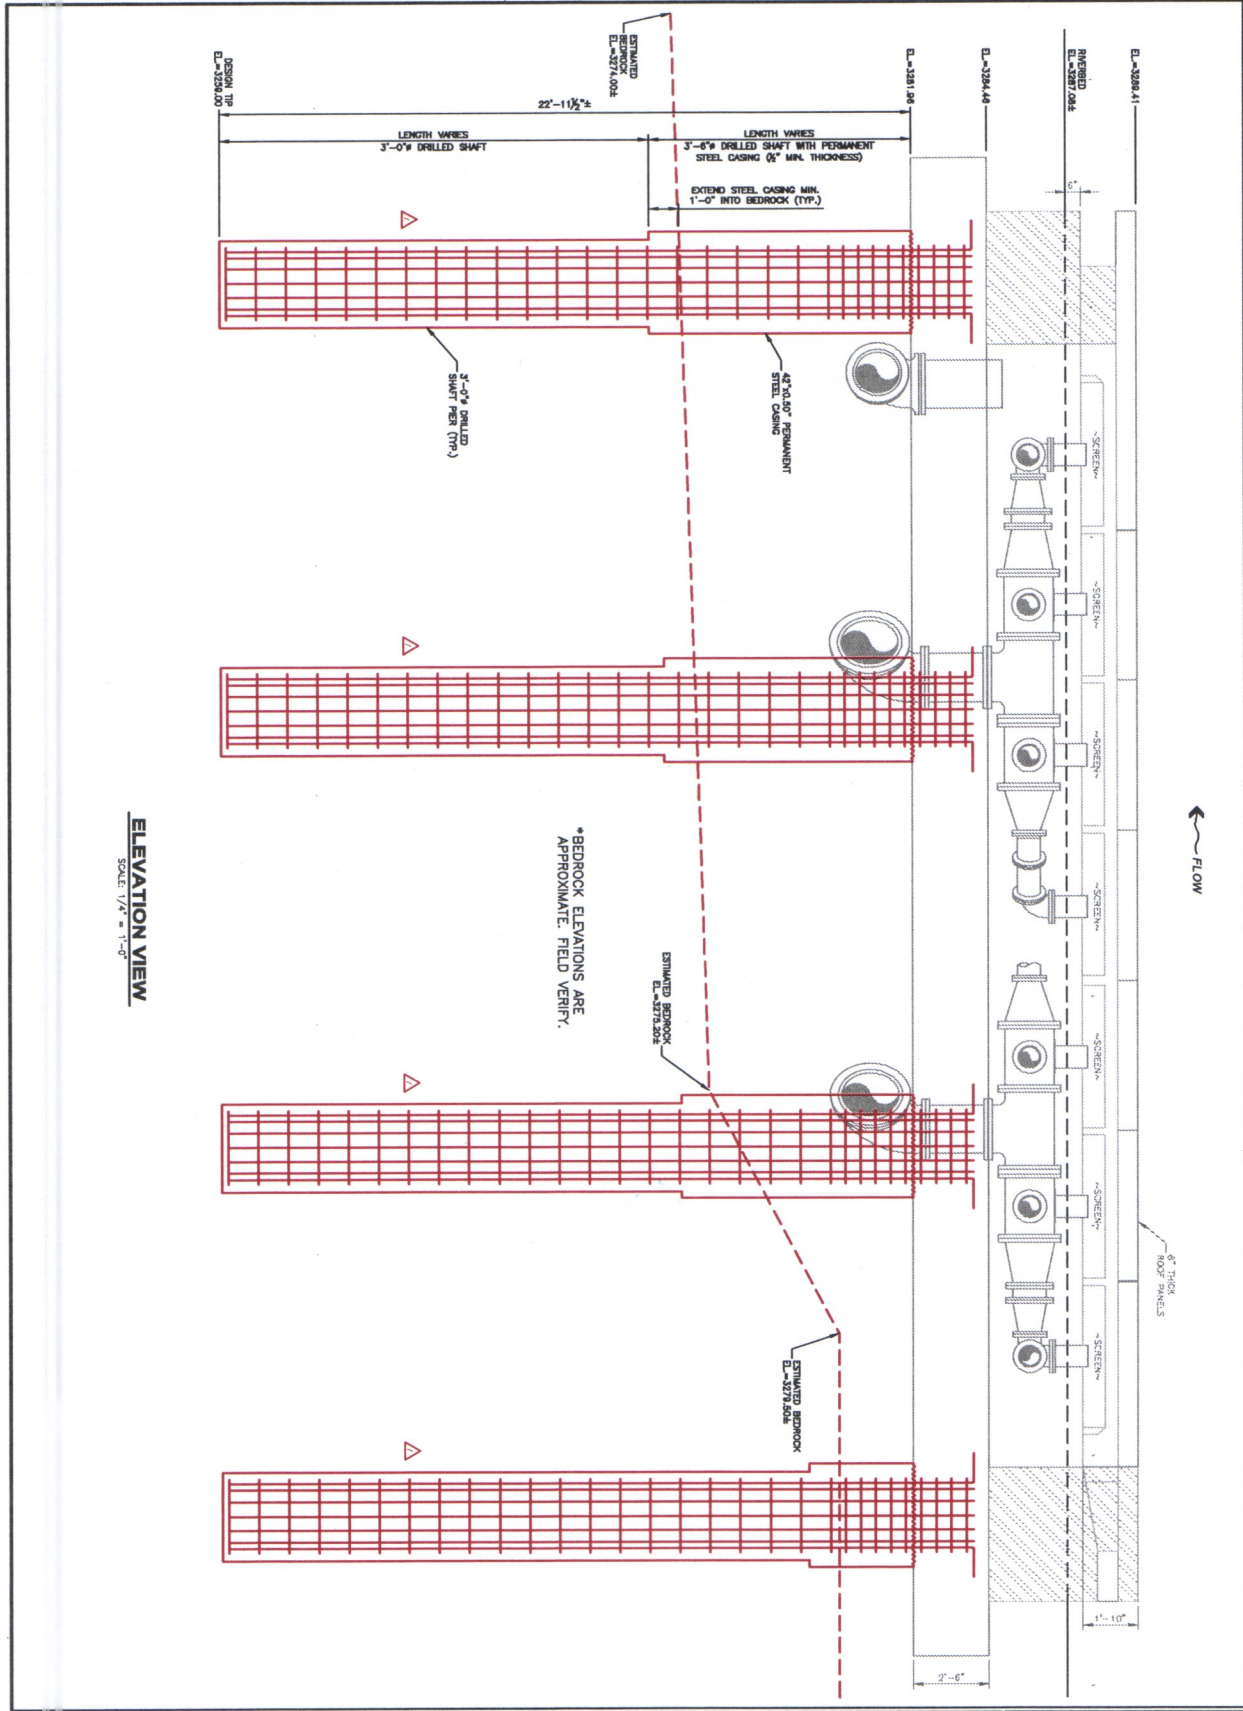 FLOW
6" THICK
ROOF PANELS
EL.=3289.41
1'-10"
~SCREEN~
~SCREEN~
~SCREEN~
~SCREEN~
~SCREEN~
~SCREEN~
~SCREEN~
RIVERBED
EL.=3287.08±
6"
EL.=3284.46
2'-6"
EL.=3281.96
LENGTH VARIES
3'-6"ø DRILLED SHAFT WITH PERMANENT
STEEL CASING (½" MIN. THICKNESS)
EXTEND STEEL CASING MIN.
1'-0" INTO BEDROCK (TYP.)
42"x0.50" PERMANENT
STEEL CASING
ESTIMATED BEDROCK
EL.=3279.50±
ESTIMATED BEDROCK
EL.=3275.20±
ESTIMATED
BEDROCK
EL.=3274.00±
22'-11½"±
*BEDROCK ELEVATIONS ARE
APPROXIMATE. FIELD VERIFY.
3'-0"ø DRILLED
SHAFT PIER (TYP.)
LENGTH VARIES
3'-0"ø DRILLED SHAFT
DESIGN TIP
EL.=3259.00
ELEVATION VIEW
SCALE: 1/4" = 1'-0"